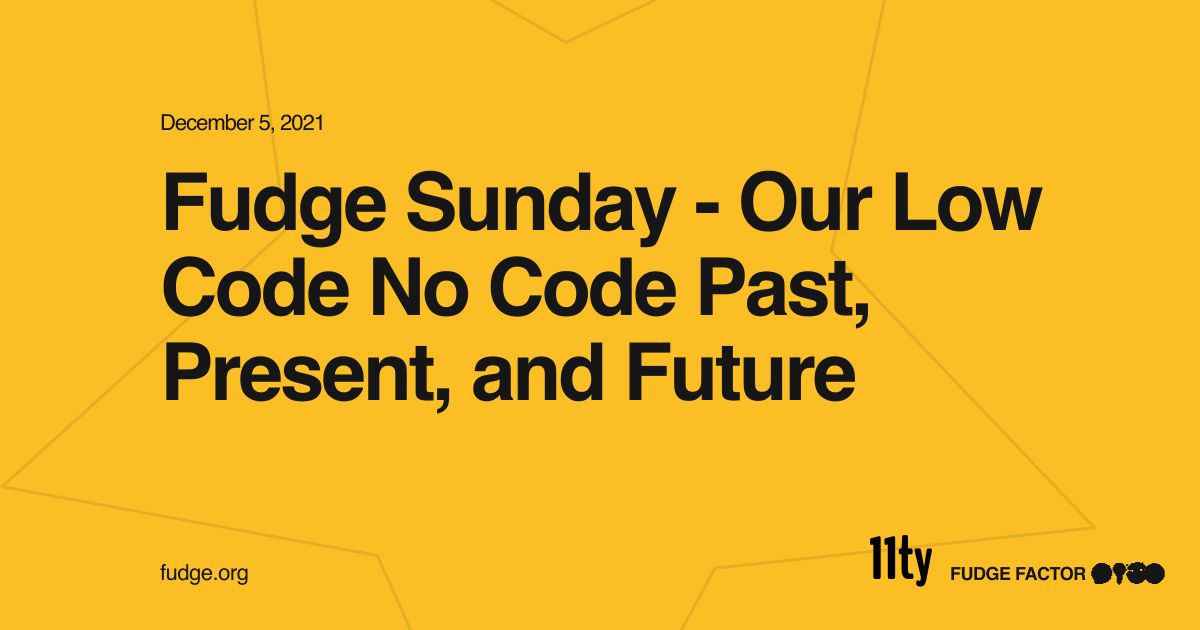 December 5, 2021
Fudge Sunday - Our Low
Code No Code Past,
Present, and Future
fudge.org
11ty
FUDGE FACTOR